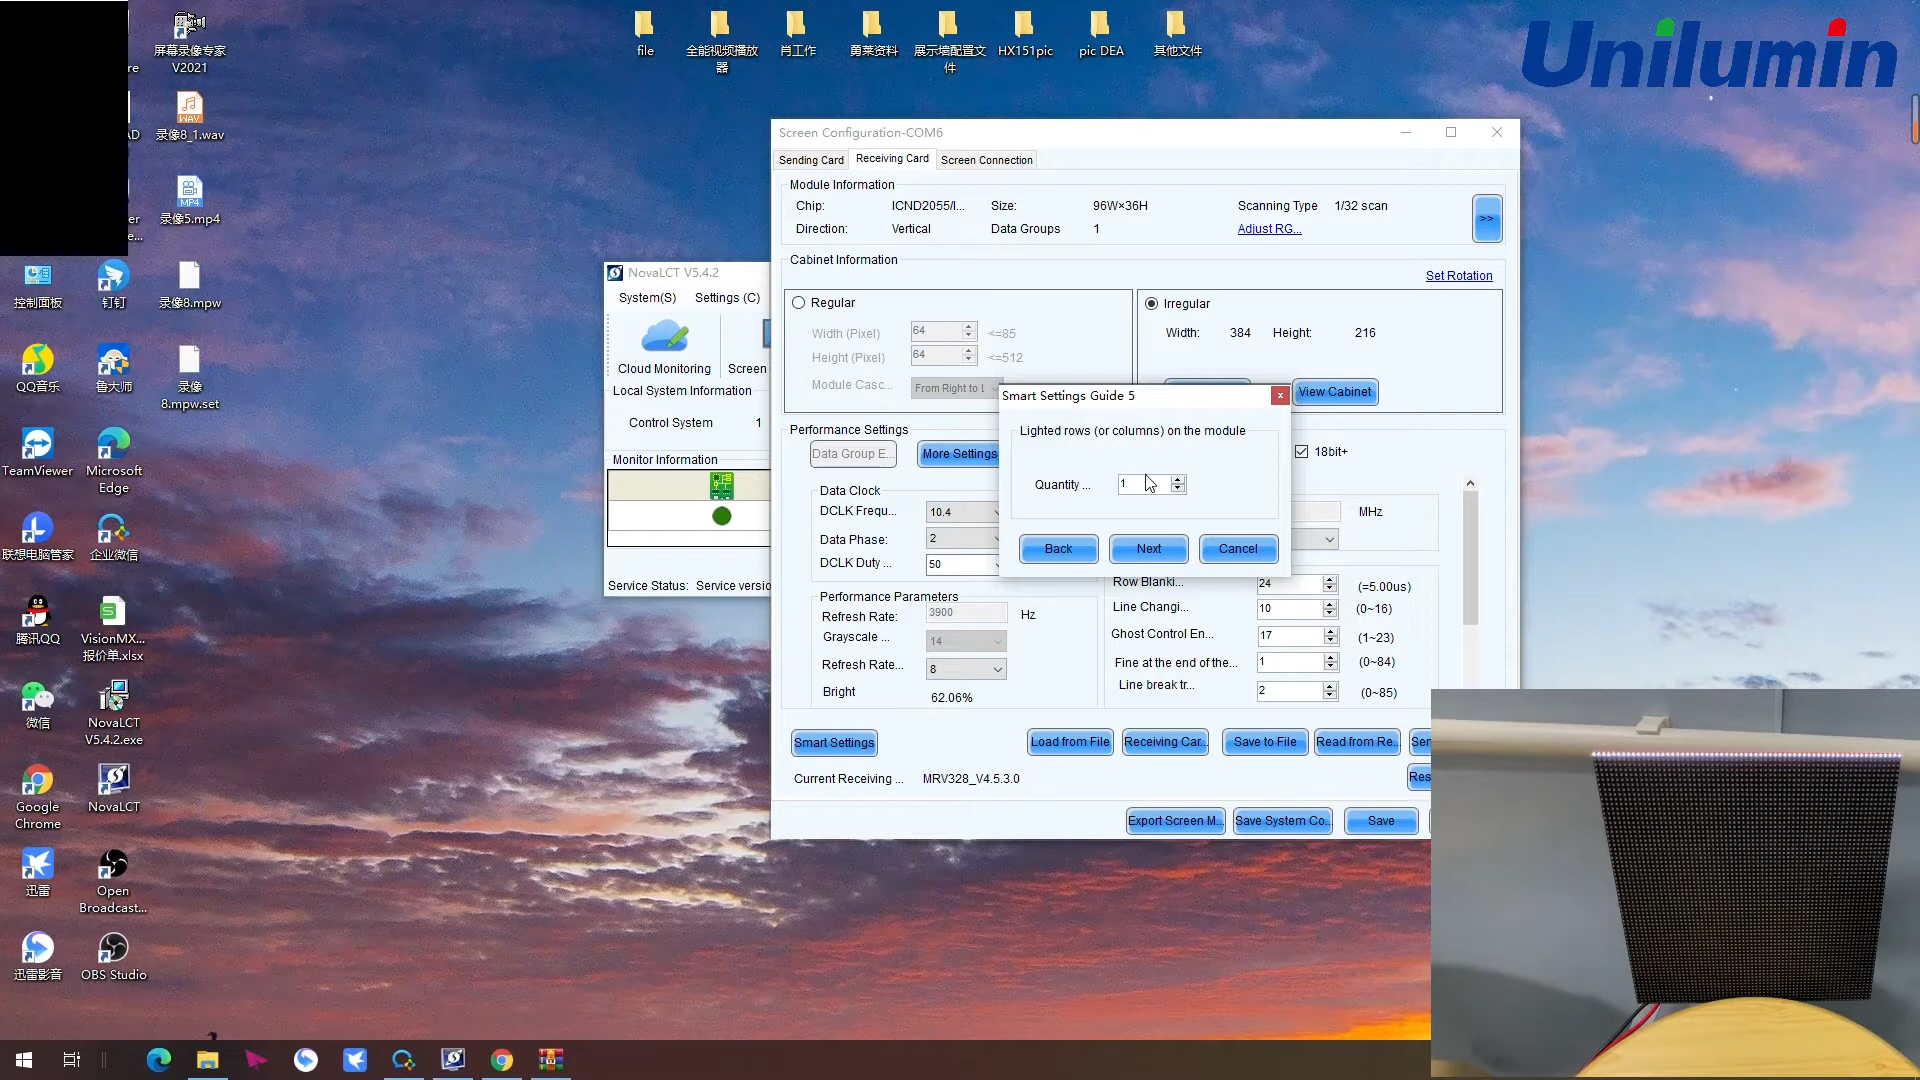 屏幕录像专家
V2021
re
录像8_1.wav
WAV
AD
MP4
录像5.mp4
er
e...
控制面板
钉钉
录像8.mpw
QQ音乐
鲁大师
录像
8.mpw.set
TeamViewer
Microsoft
Edge
联想电脑管家
企业微信
腾讯QQ
VisionMX...
报价单.xlsx
微信
NovaLCT
V5.4.2.exe
Google
Chrome
NovaLCT
迅雷
Open
Broadcast...
迅雷影音
OBS Studio
file
全能视频播放
器
肖工作
勇莱资料
展示墙配置文
件
HX151pic
pic DEA
其他文件
Unilumin
NovaLCT V5.4.2
System(S) Settings (C)
Cloud Monitoring Screen
Local System Information
Control System 1
Monitor Information
Service Status: Service versio
Screen Configuration-COM6
Sending Card Receiving Card Screen Connection
Module Information
Chip: ICND2055/I... Size: 96W×36H Scanning Type 1/32 scan
Direction: Vertical Data Groups 1 Adjust RG...
>>
Cabinet Information
Set Rotation
Regular
Width (Pixel) 64 <=85
Height (Pixel) 64 <=512
Module Casc... From Right to l
Irregular
Width: 384 Height: 216
View Cabinet
Performance Settings
Data Group E... More Settings
18bit+
Data Clock
DCLK Frequ... 10.4 MHz
Data Phase: 2
DCLK Duty ... 50
Smart Settings Guide 5
Lighted rows (or columns) on the module
Quantity ... 1
Back Next Cancel
Performance Parameters
Refresh Rate: 3900 Hz
Grayscale ... 14
Refresh Rate... 8
Bright 62.06%
Row Blanki... 24 (=5.00us)
Line Changi... 10 (0~16)
Ghost Control En... 17 (1~23)
Fine at the end of the... 1 (0~84)
Line break tr... 2 (0~85)
Smart Settings Load from File Receiving Car... Save to File Read from Re... Sen
Current Receiving ... MRV328_V4.5.3.0 Res
Export Screen M... Save System Co... Save